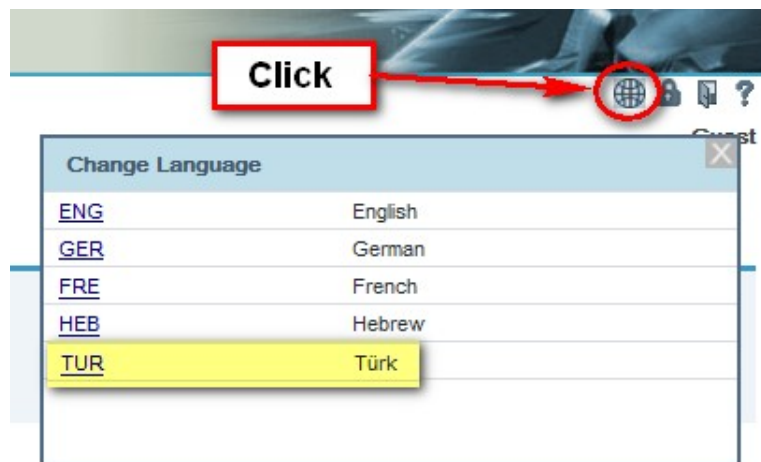 Click
?
Guest
Change Language
ENG English
GER German
FRE French
HEB Hebrew
TUR Türk